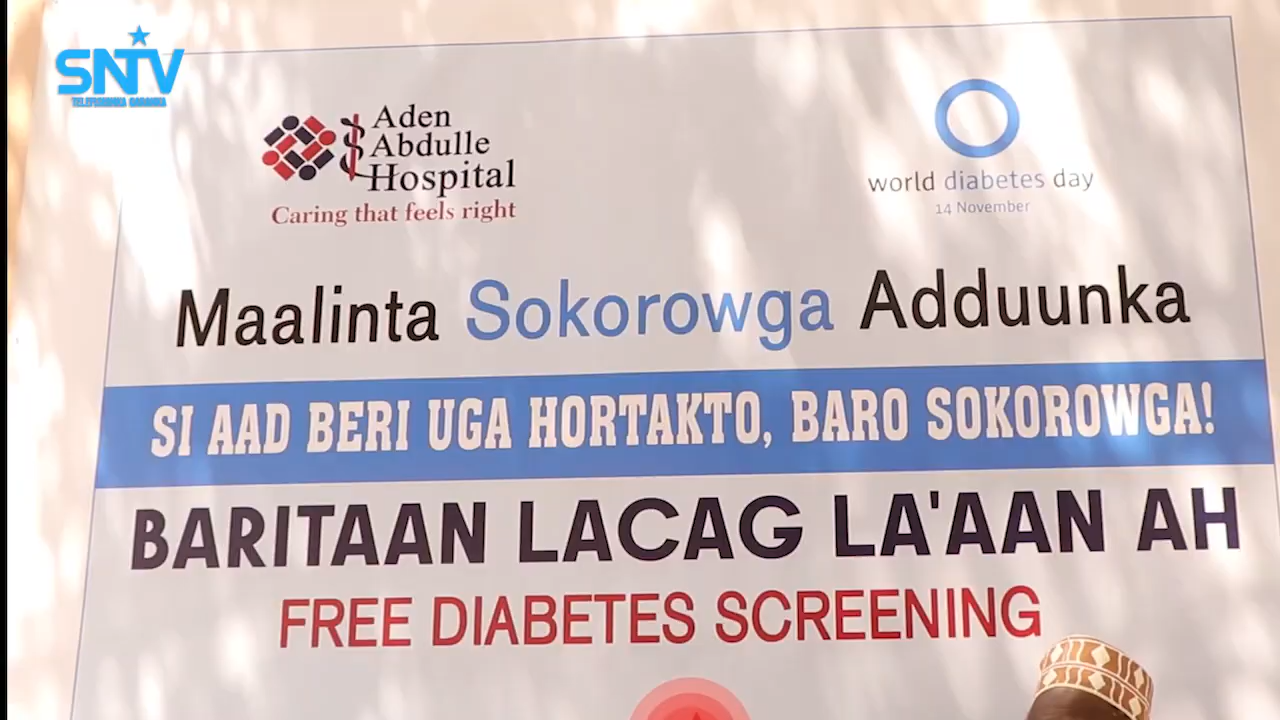 SNTV
Aden
Abdulle
Hospital
Caring that feels right
world diabetes day
14 November
Maalinta Sokorowga Adduunka
SI AAD BERI UGA HORTAKTO, BARO SOKOROWGA!
BARITAAN LACAG LA'AAN AH
FREE DIABETES SCREENING